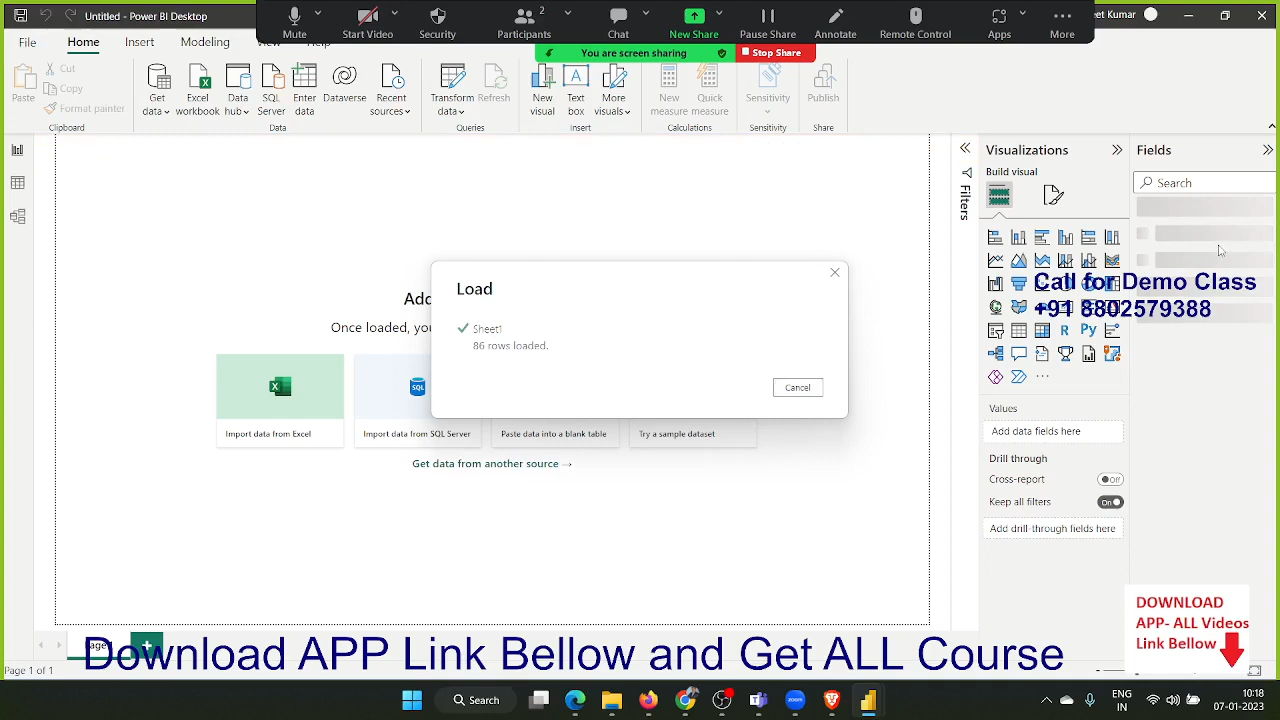 Untitled - Power BI Desktop
eet Kumar
Mute
Start Video
Security
2
Participants
Chat
New Share
Pause Share
Annotate
Remote Control
Apps
More
You are screen sharing
Stop Share
File
Home
Insert
Modeling
Help
Paste
Cut
Copy
Format painter
Clipboard
Get data
Excel workbook
Data hub
SQL Server
Enter data
Dataverse
Recent sources
Data
Transform data
Refresh
Queries
New visual
Text box
More visuals
Insert
New measure
Quick measure
Calculations
Sensitivity
Sensitivity
Publish
Share
Filters
Visualizations
Build visual
Fields
Search
Call for Demo Class
+91 8802579388
R
Py
Add
Once loaded, you
Load
Sheet1
86 rows loaded.
Cancel
SQL
Import data from Excel
Import data from SQL Server
Paste data into a blank table
Try a sample dataset
Get data from another source →
Values
Add data fields here
Drill through
Cross-report
Off
Keep all filters
On
Add drill-through fields here
DOWNLOAD
APP- ALL Videos
Link Bellow
Download APP Link Bellow and Get ALL Course
Page 1 of 1
Search
zoom
ENG
IN
10:18
07-01-2023